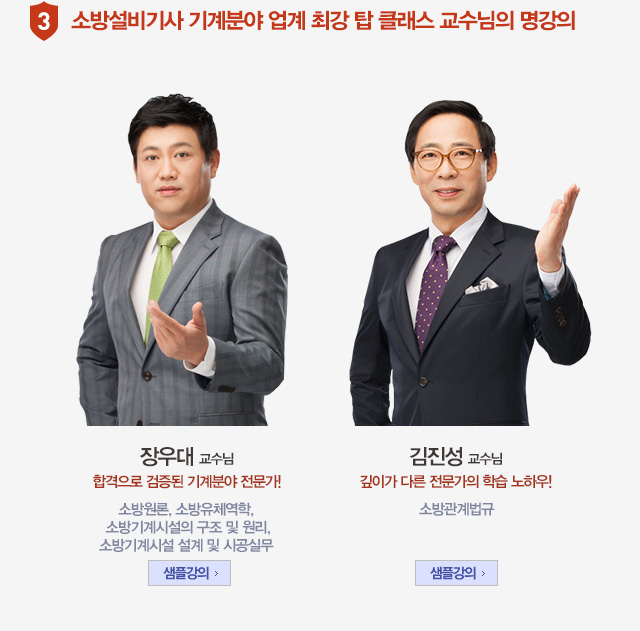 3 소방설비기사 기계분야 업계 최강 탑 클래스 교수님의 명강의
장우대 교수님
합격으로 검증된 기계분야 전문가!
소방원론, 소방유체역학,
소방기계시설의 구조 및 원리,
소방기계시설 설계 및 시공실무
샘플강의 ›
김진성 교수님
깊이가 다른 전문가의 학습 노하우!
소방관계법규
샘플강의 ›